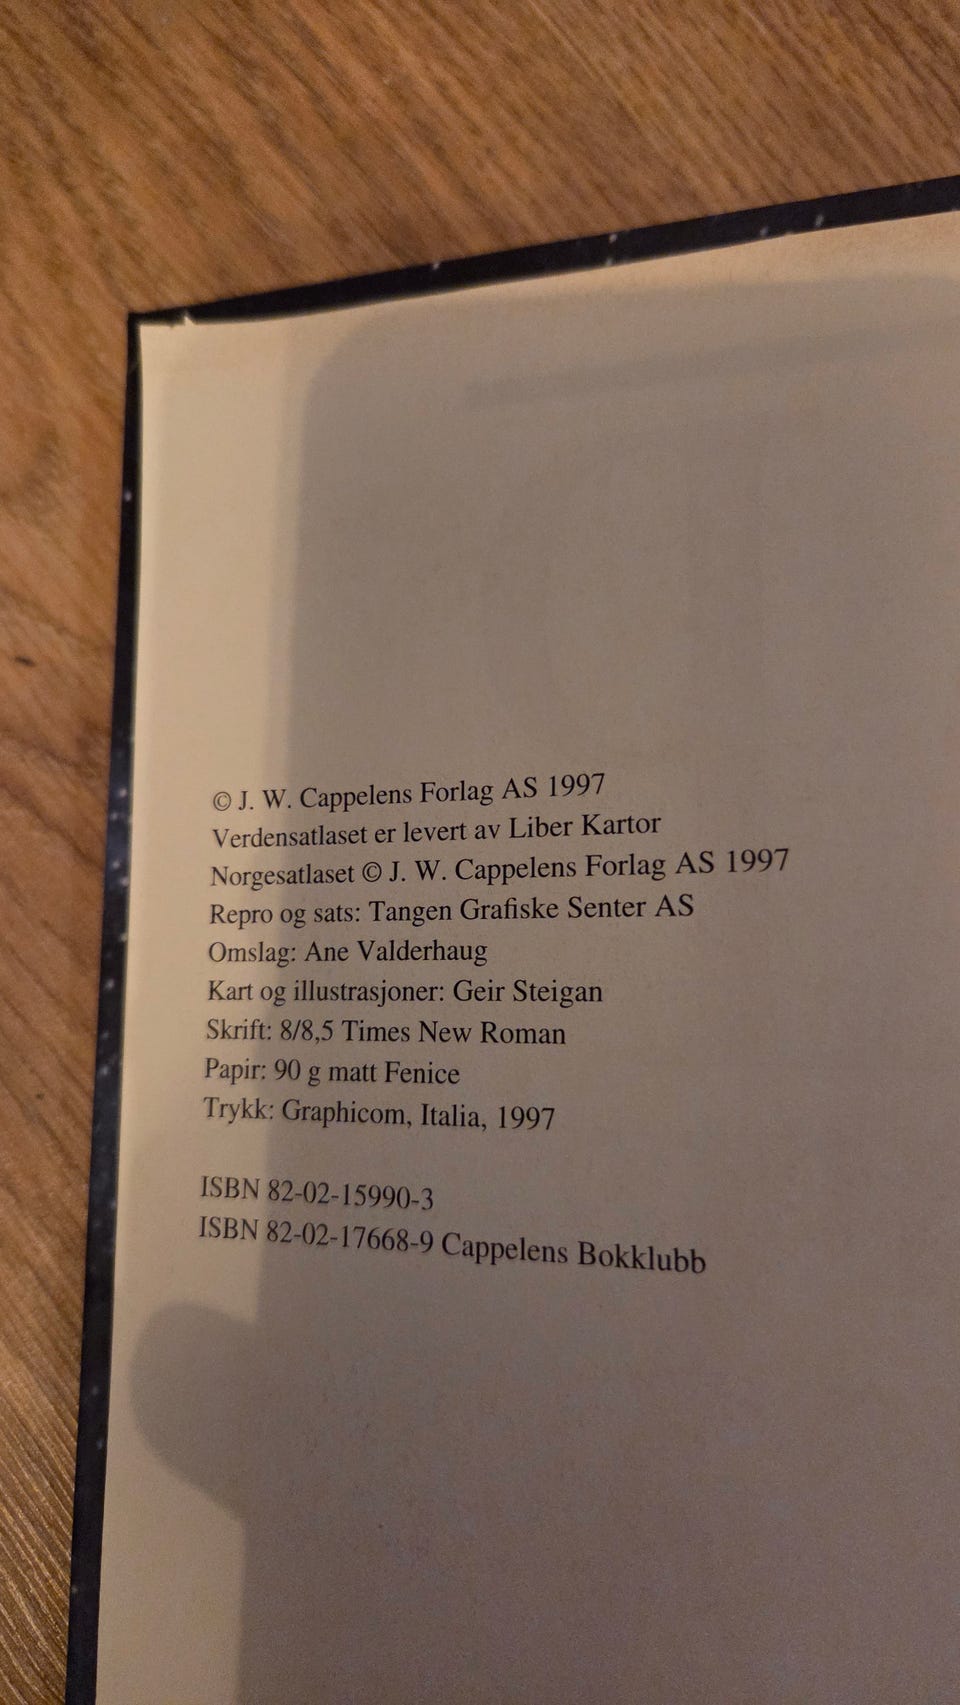 © J. W. Cappelens Forlag AS 1997
Verdensatlaset er levert av Liber Kartor
Norgesatlaset © J. W. Cappelens Forlag AS 1997
Repro og sats: Tangen Grafiske Senter AS
Omslag: Ane Valderhaug
Kart og illustrasjoner: Geir Steigan
Skrift: 8/8,5 Times New Roman
Papir: 90 g matt Fenice
Trykk: Graphicom, Italia, 1997
ISBN 82-02-15990-3
ISBN 82-02-17668-9 Cappelens Bokklubb